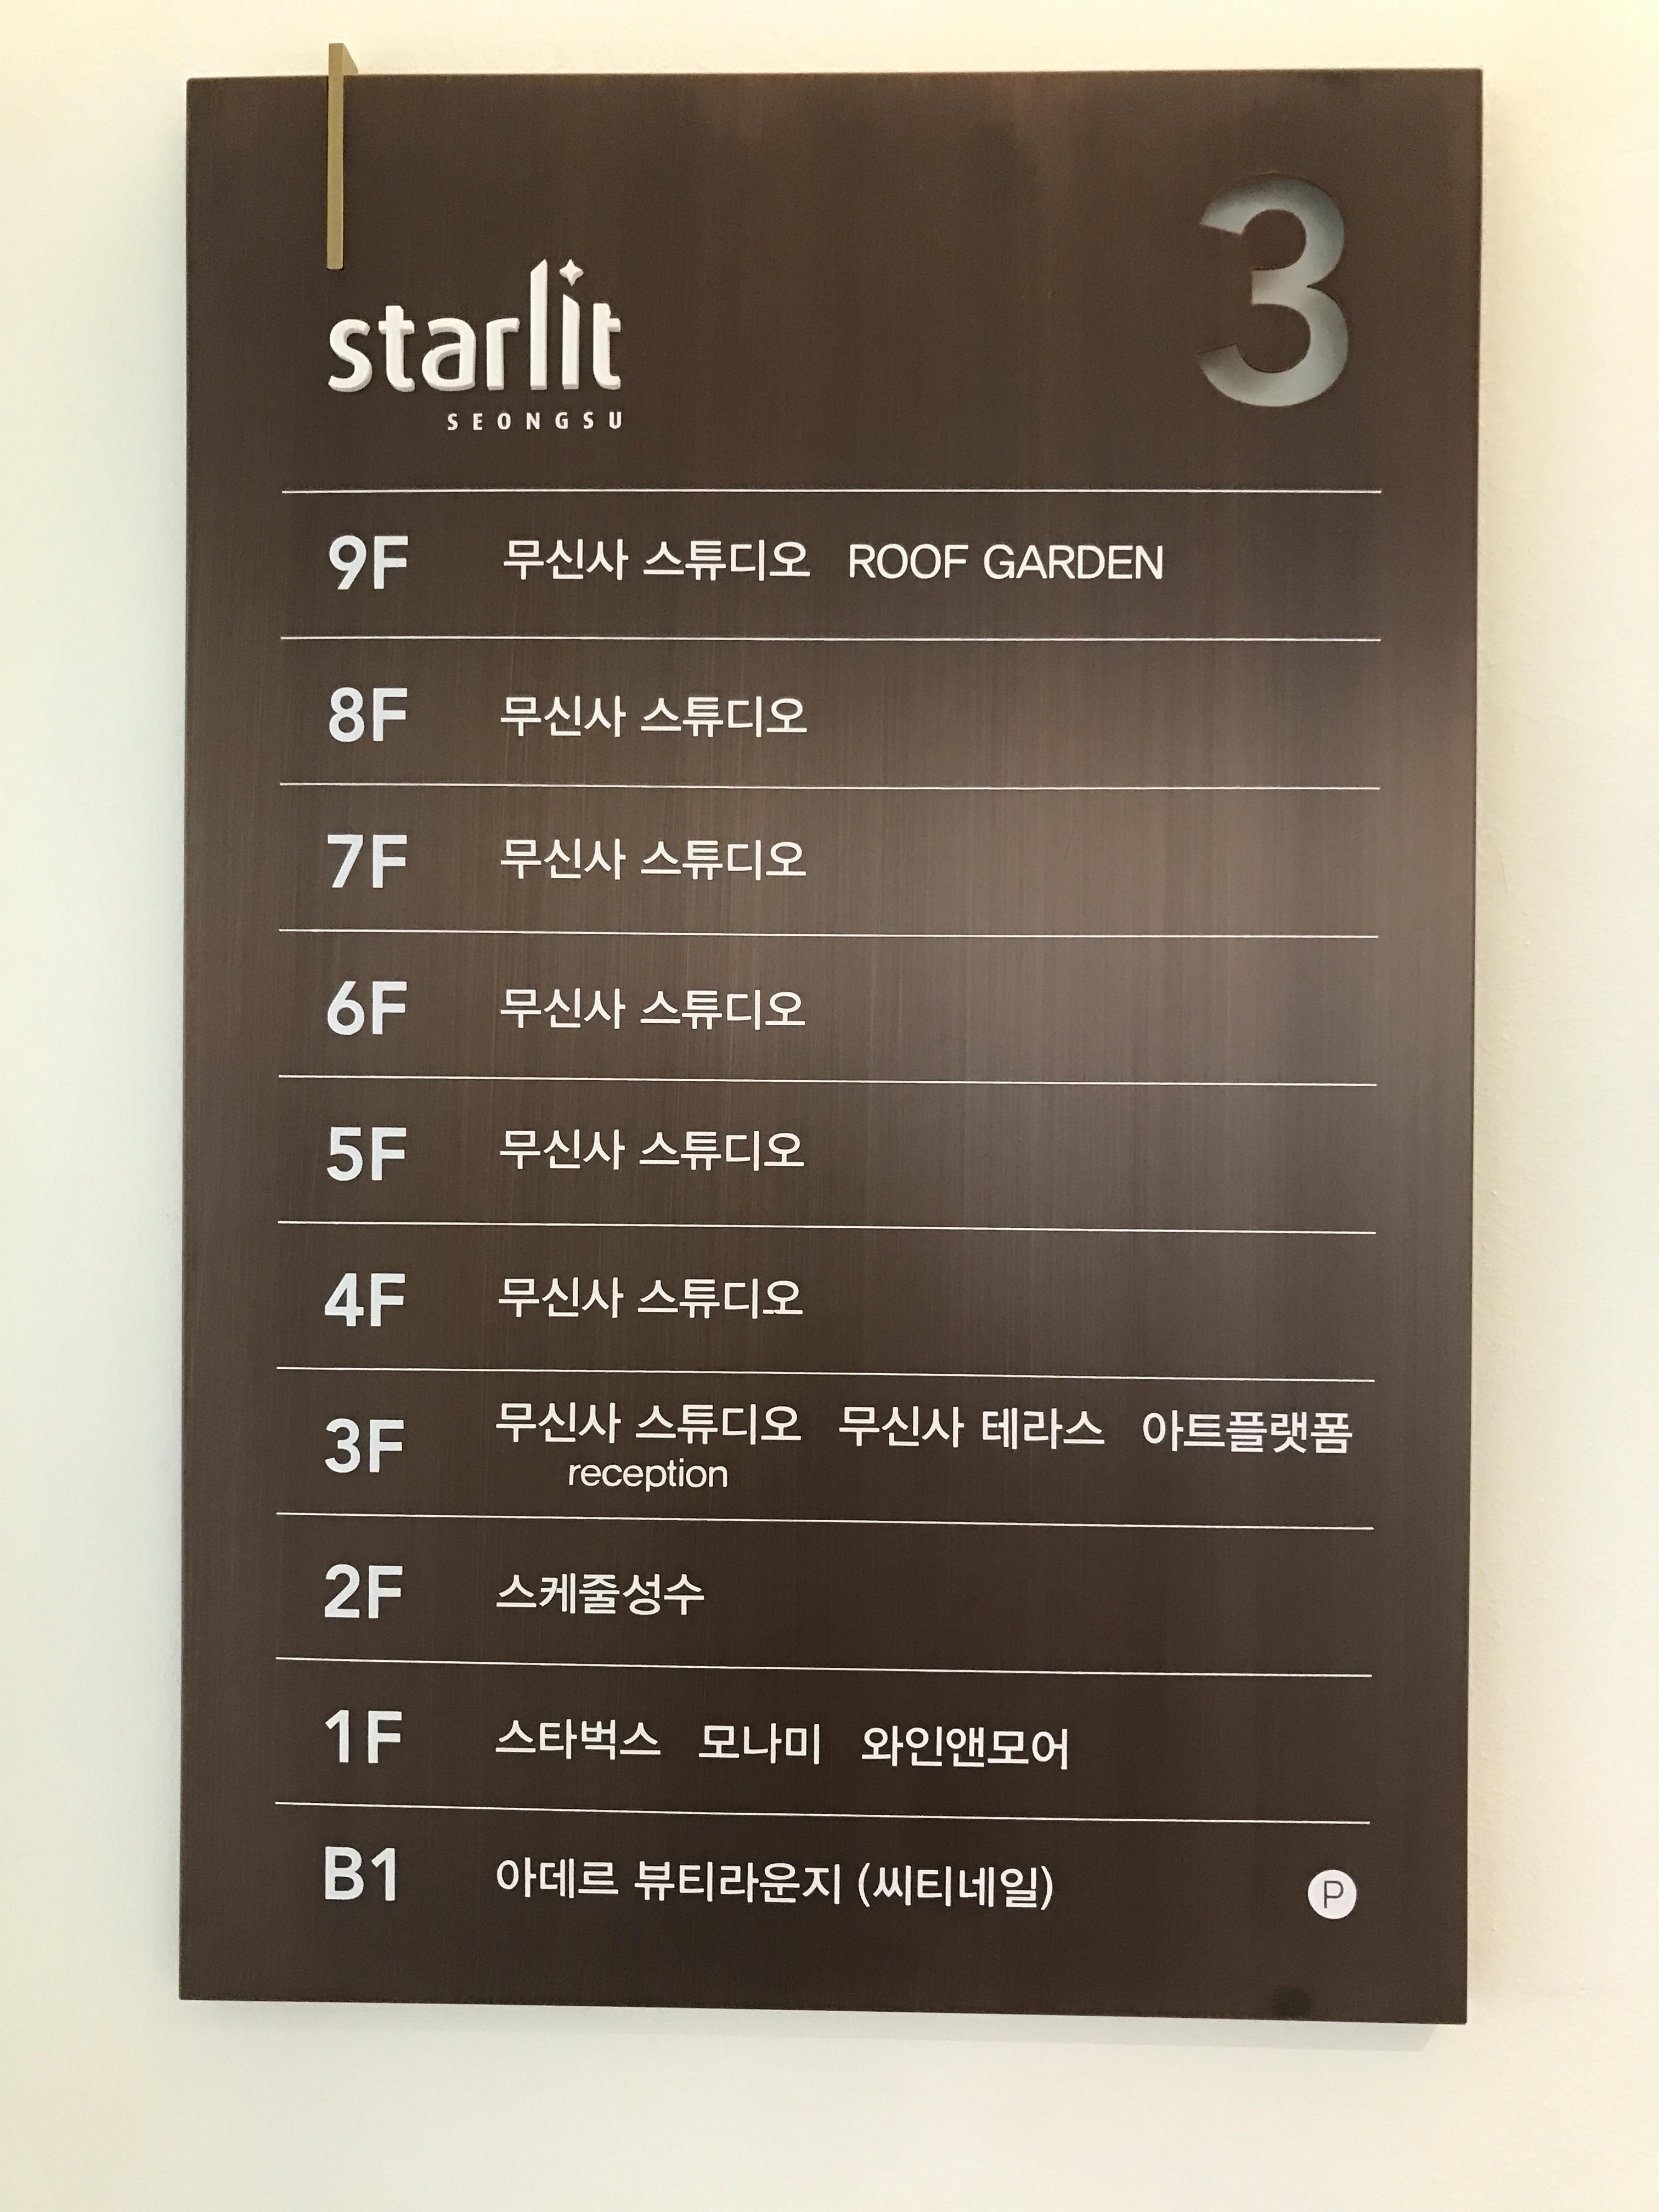 3
starlit
SEONGSU
9F 무신사 스튜디오 ROOF GARDEN
8F 무신사 스튜디오
7F 무신사 스튜디오
6F 무신사 스튜디오
5F 무신사 스튜디오
4F 무신사 스튜디오
3F 무신사 스튜디오 무신사 테라스 아트플랫폼
reception
2F 스케줄성수
1F 스타벅스 모나미 와인앤모어
B1 아데르 뷰티라운지 (씨티네일) P